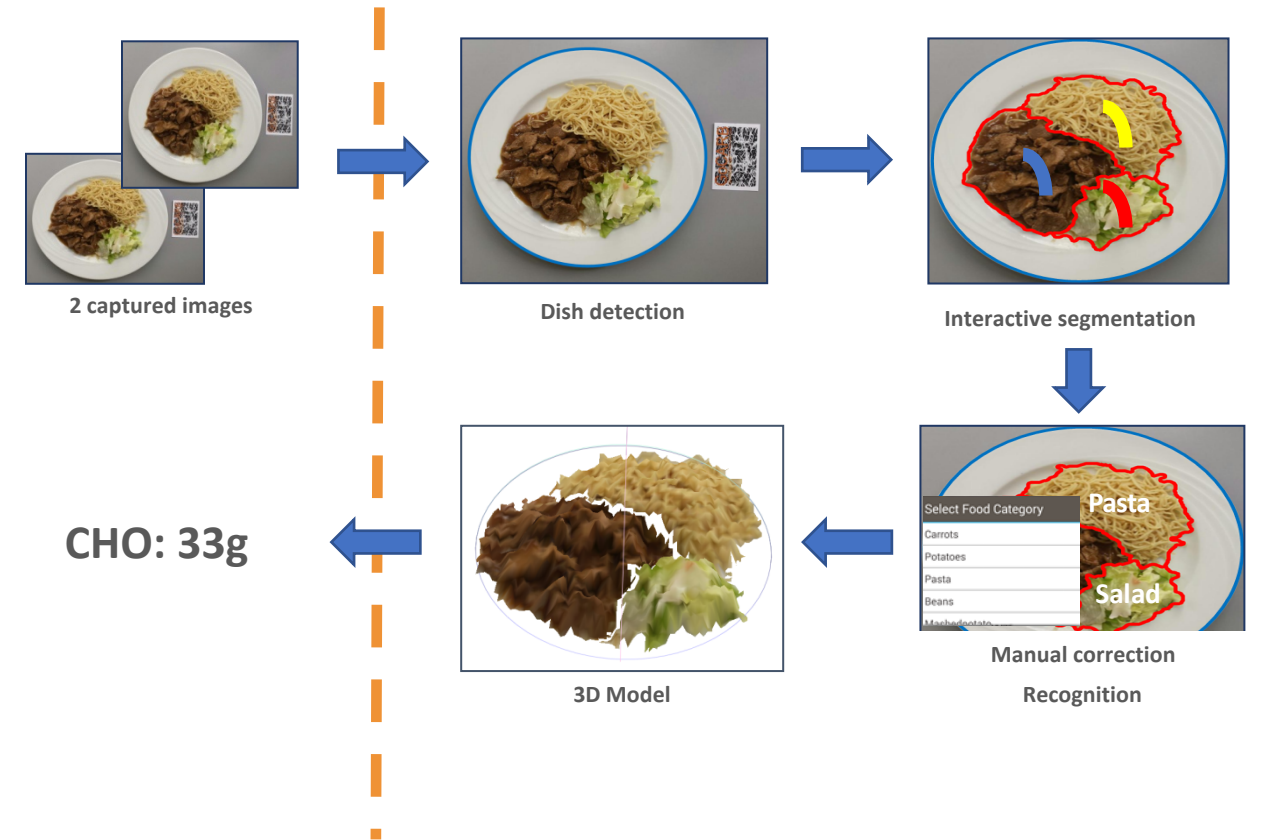 2 captured images
Dish detection
Interactive segmentation
Pasta
Select Food Category
Carrots
Potatoes
Pasta
Beans
Salad
Manual correction
Recognition
3D Model
CHO: 33g